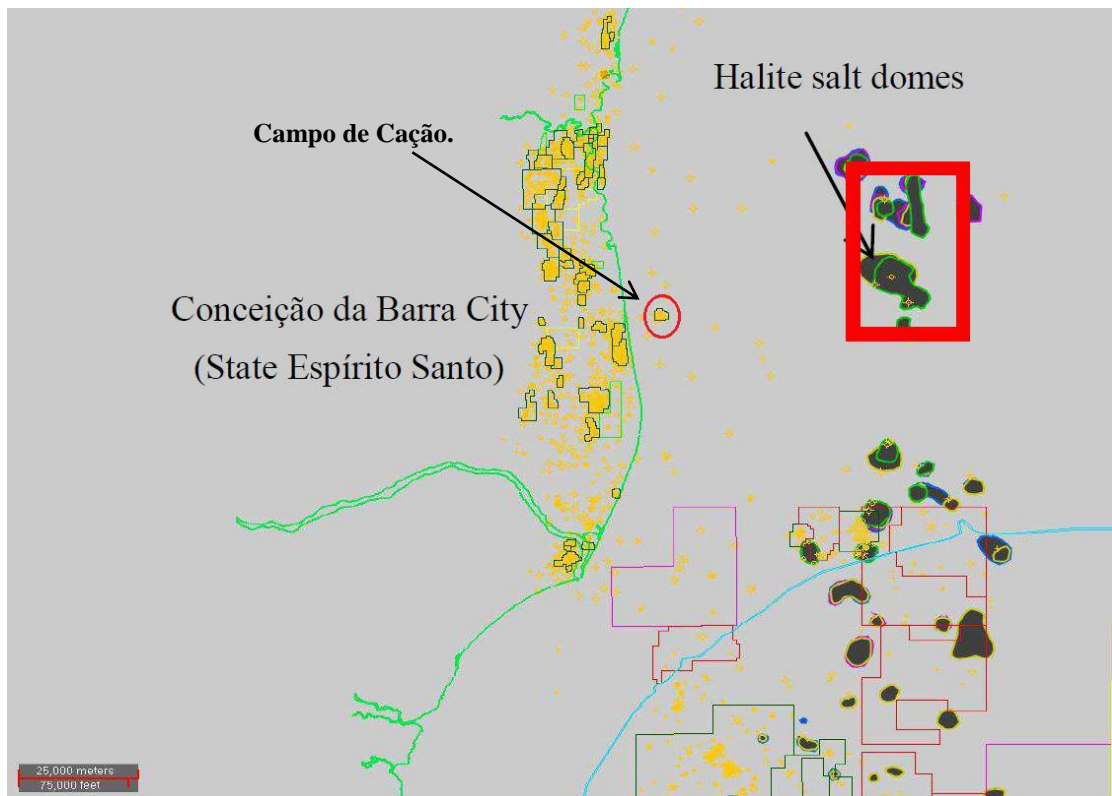 Halite salt domes
Campo de Cação.
Conceição da Barra City
(State Espírito Santo)
25,000 meters
75,000 feet